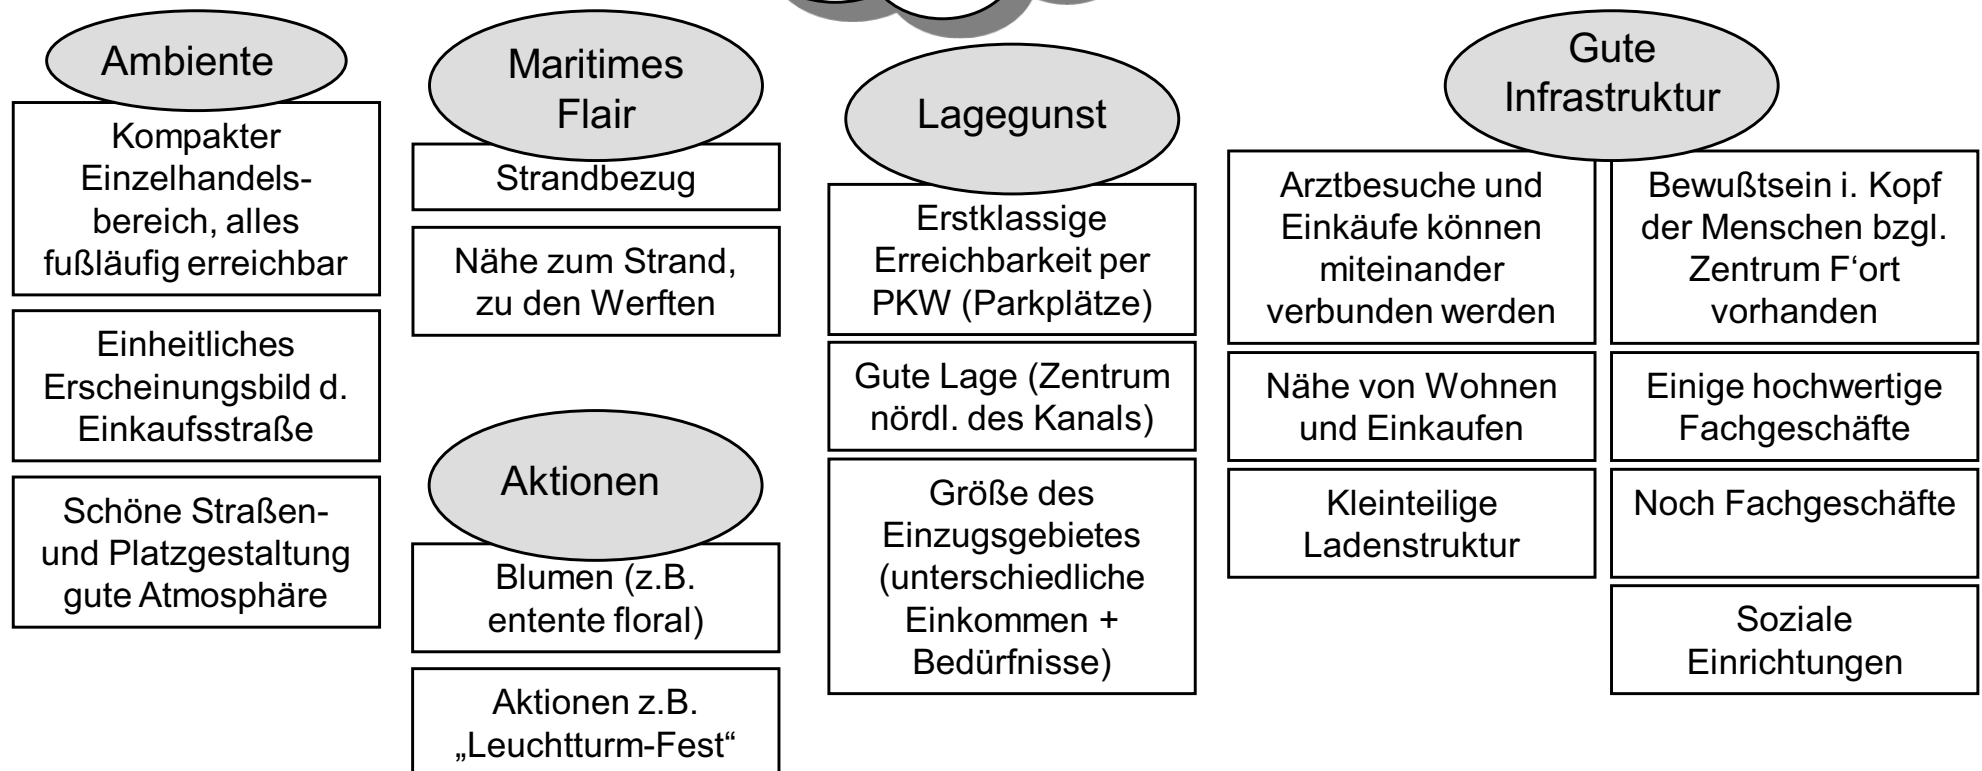 Ambiente
Kompakter
Einzelhandels-
bereich, alles
fußläufig erreichbar
Einheitliches
Erscheinungsbild d.
Einkaufsstraße
Schöne Straßen-
und Platzgestaltung
gute Atmosphäre
Maritimes
Flair
Strandbezug
Nähe zum Strand,
zu den Werften
Aktionen
Blumen (z.B.
entente floral)
Aktionen z.B.
„Leuchtturm-Fest“
Lagegunst
Erstklassige
Erreichbarkeit per
PKW (Parkplätze)
Gute Lage (Zentrum
nördl. des Kanals)
Größe des
Einzugsgebietes
(unterschiedliche
Einkommen +
Bedürfnisse)
Gute
Infrastruktur
Arztbesuche und
Einkäufe können
miteinander
verbunden werden
Nähe von Wohnen
und Einkaufen
Kleinteilige
Ladenstruktur
Bewußtsein i. Kopf
der Menschen bzgl.
Zentrum F‘ort
vorhanden
Einige hochwertige
Fachgeschäfte
Noch Fachgeschäfte
Soziale
Einrichtungen